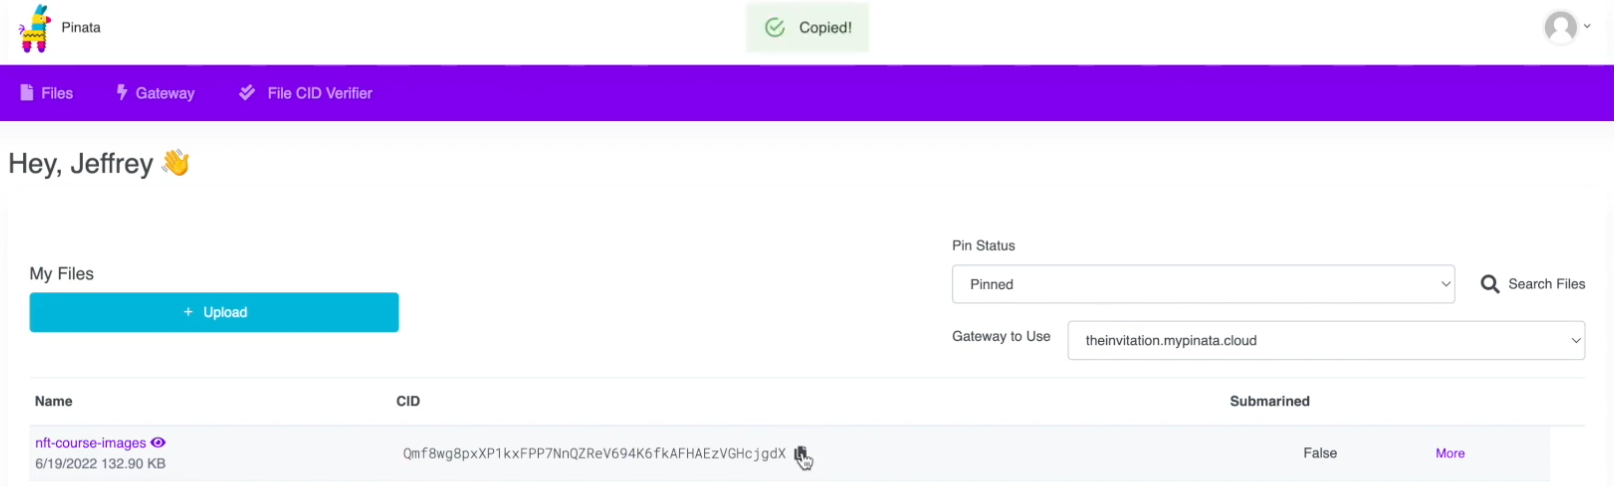 Pinata
Copied!
Files
Gateway
File CID Verifier
Hey, Jeffrey 👋
Pin Status
My Files
Pinned
Search Files
+ Upload
Gateway to Use
theinvitation.mypinata.cloud
Name
CID
Submarined
nft-course-images
Qmf8wg8pxXP1kxFPP7NnQZReV694K6fkAFHAEzVGHcjgdX
False
More
6/19/2022 132.90 KB